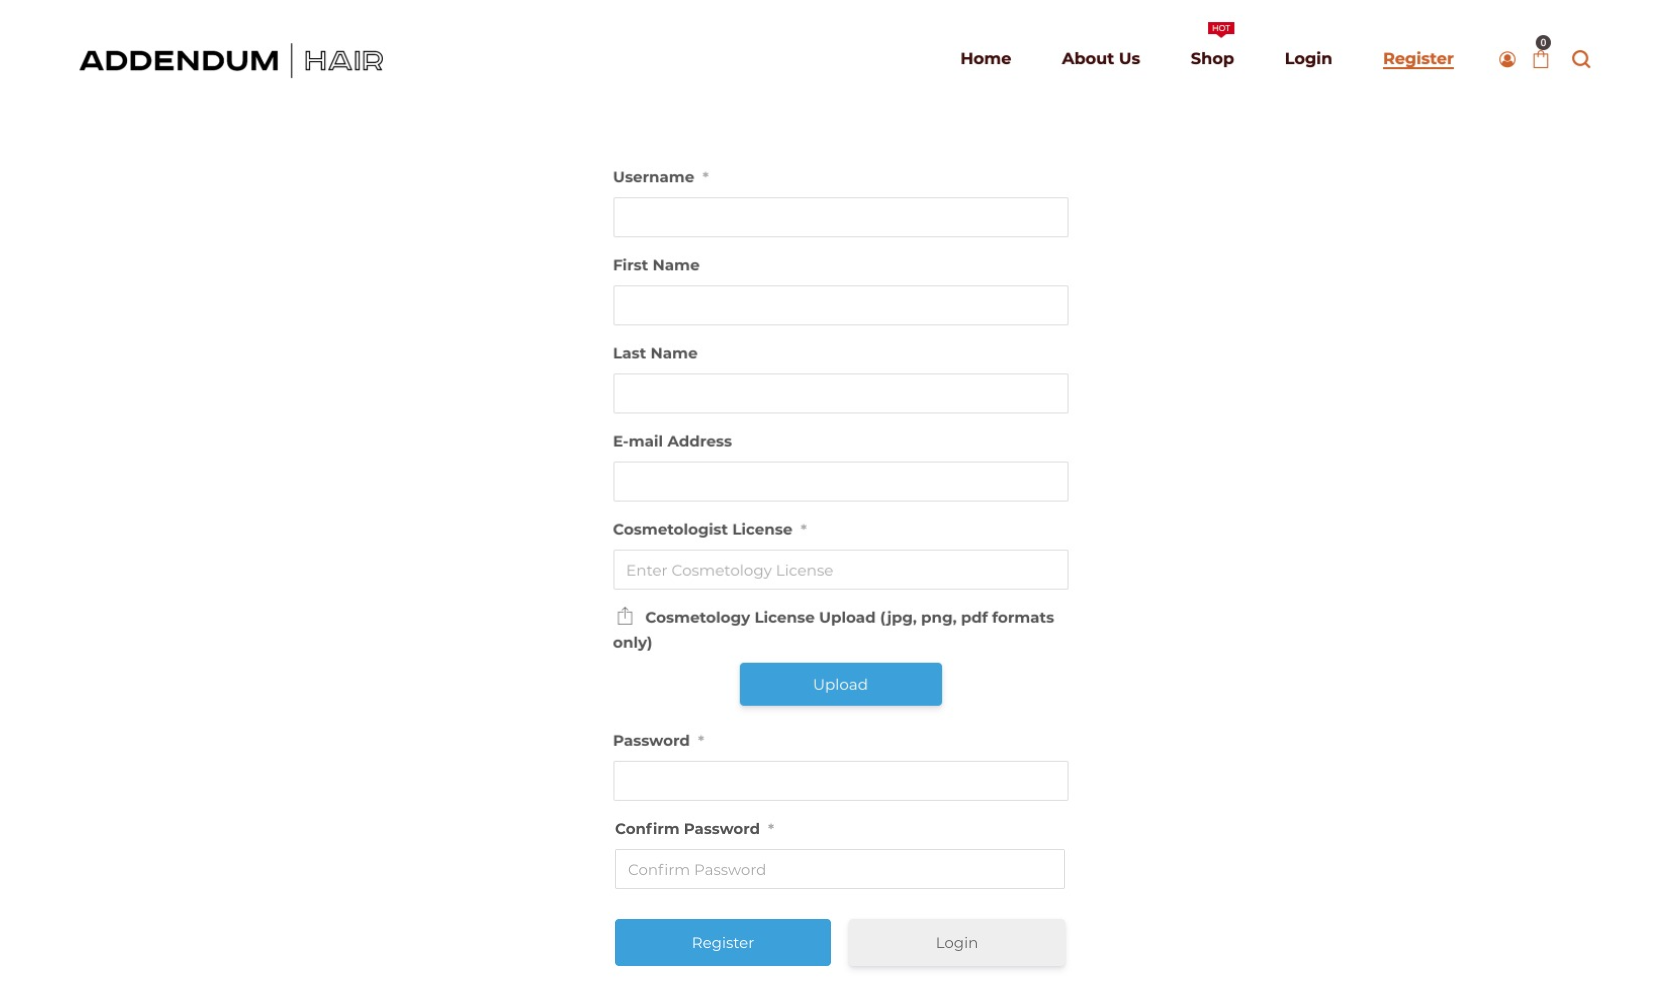 ADDENDUM | HAIR
HOT
Home About Us Shop Login Register
0
Username *
First Name
Last Name
E-mail Address
Cosmetologist License *
Enter Cosmetology License
Cosmetology License Upload (jpg, png, pdf formats
only)
Upload
Password *
Confirm Password *
Confirm Password
Register Login